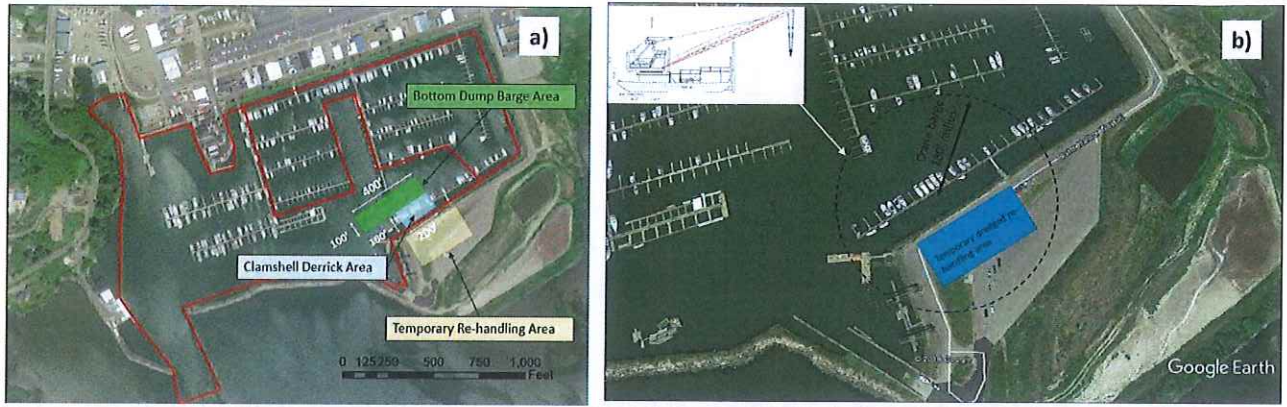 a)
Bottom Dump Barge Area
400'
100'
180'
200'
Clamshell Derrick Area
Temporary Re-handling Area
0 125 250 500 750 1,000
Feet
b)
Temporary dredged re-
handling area
Google Earth